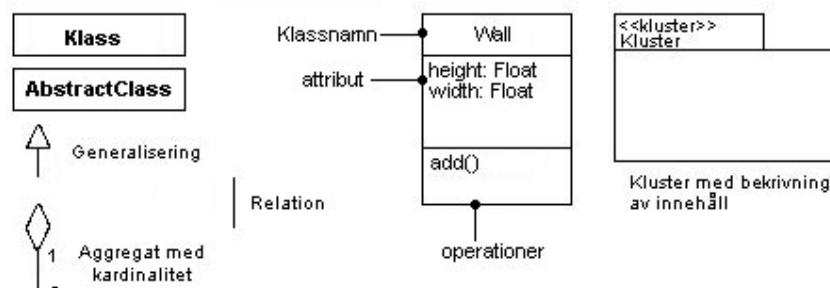 Klass
AbstractClass
Generalisering
1
Aggregat med
kardinalitet
Relation
Klassnamn
attribut
Wall
height: Float
width: Float
add()
operationer
<<kluster>>
Kluster
Kluster med bekrivning
av innehåll